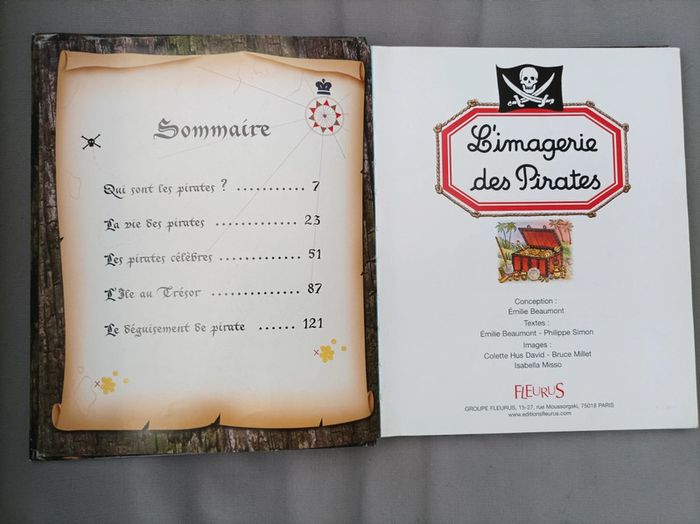 Sommaire
Qui sont les pirates ? ........... 7
La vie des pirates .............. 23
Les pirates célèbres ............ 51
L'Ile au Trésor .............. 87
Le déguisement de pirate ...... 121
L'imagerie
des Pirates
Conception :
Émilie Beaumont
Textes :
Émilie Beaumont - Philippe Simon
Images :
Colette Hus David - Bruce Millet
Isabella Misso
FLEURUS
GROUPE FLEURUS, 15-27, rue Moussorgski, 75018 PARIS
www.editionsfleurus.com